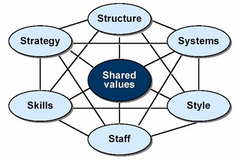 Structure
Strategy
Systems
Shared
values
Skills
Style
Staff